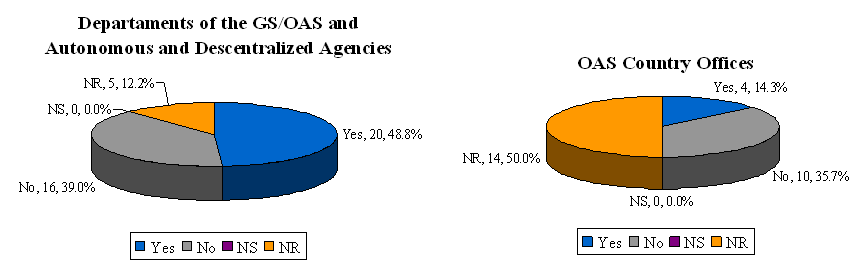 Departaments of the GS/OAS and
Autonomous and Descentralized Agencies
NR, 5, 12.2%
NS, 0, 0.0%
Yes, 20, 48.8%
No, 16, 39.0%
Yes No NS NR
OAS Country Offices
Yes, 4, 14.3%
NR, 14, 50.0%
No, 10, 35.7%
NS, 0, 0.0%
Yes No NS NR